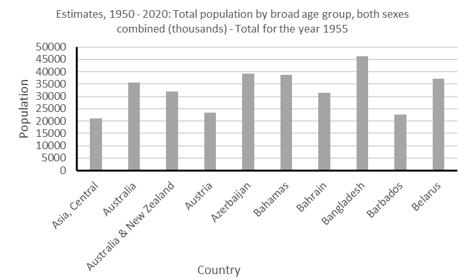 Estimates, 1950 - 2020: Total population by broad age group, both sexes
combined (thousands) - Total for the year 1955
50000
45000
40000
35000
30000
25000
20000
15000
10000
5000
0
Population
Asia, Central
Australia
Australia & New Zealand
Austria
Azerbaijan
Bahamas
Bahrain
Bangladesh
Barbados
Belarus
Country